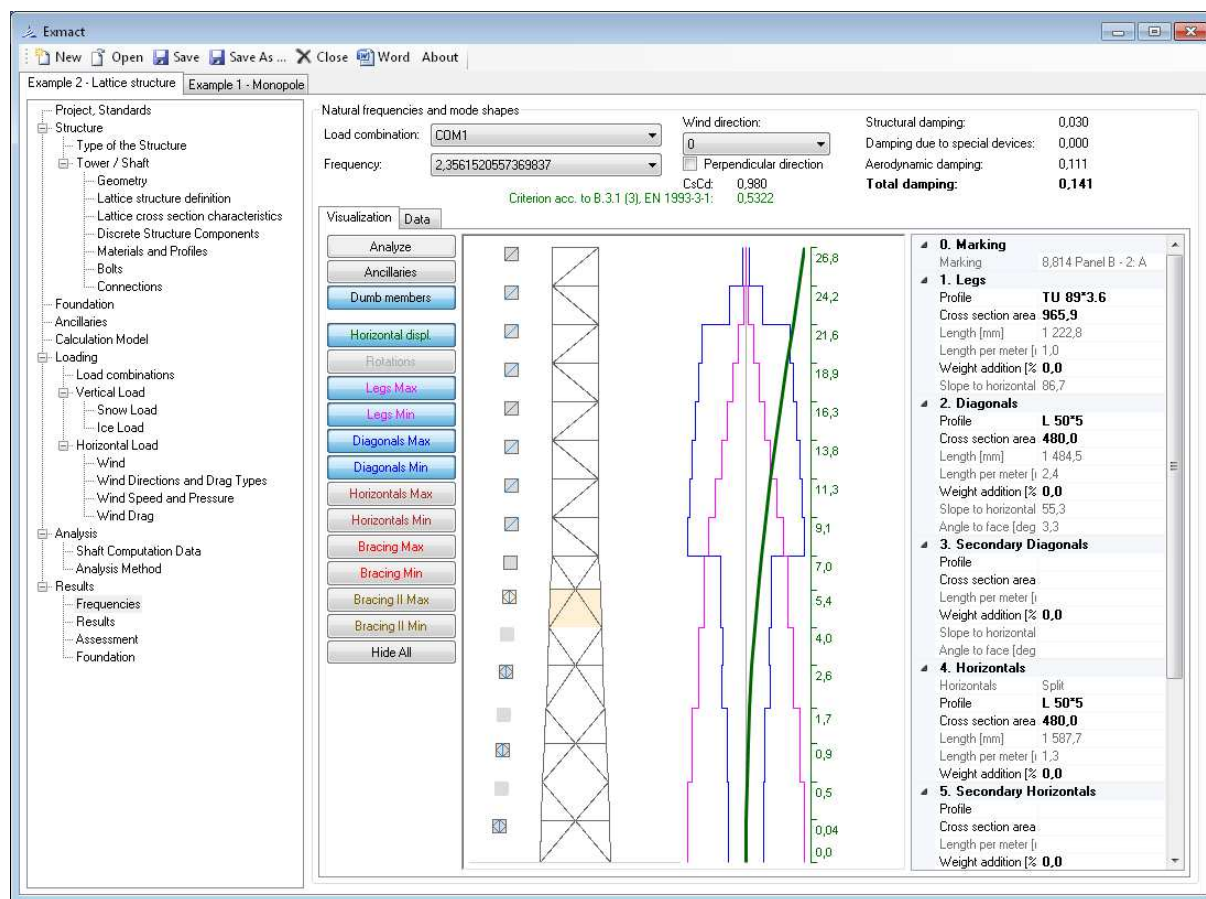 Exmact
New Open Save Save As ... Close Word About
Example 2 - Lattice structure Example 1 - Monopole
Project, Standards
Structure
Type of the Structure
Tower / Shaft
Geometry
Lattice structure definition
Lattice cross section characteristics
Discrete Structure Components
Materials and Profiles
Bolts
Connections
Foundation
Ancillaries
Calculation Model
Loading
Load combinations
Vertical Load
Snow Load
Ice Load
Horizontal Load
Wind
Wind Directions and Drag Types
Wind Speed and Pressure
Wind Drag
Analysis
Shaft Computation Data
Analysis Method
Results
Frequencies
Results
Assessment
Foundation
Natural frequencies and mode shapes
Load combination: COM1
Frequency: 2,3561520557369837
Wind direction:
0
Perpendicular direction
CsCd: 0,980
Criterion acc. to B.3.1 (3), EN 1993-3-1: 0,5322
Structural damping: 0,030
Damping due to special devices: 0,000
Aerodynamic damping: 0,111
Total damping: 0,141
Visualization Data
Analyze
Ancillaries
Dumb members
Horizontal displ.
Rotations
Legs Max
Legs Min
Diagonals Max
Diagonals Min
Horizontals Max
Horizontals Min
Bracing Max
Bracing Min
Bracing II Max
Bracing II Min
Hide All
26,8
24,2
21,6
18,9
16,3
13,8
11,3
9,1
7,0
5,4
4,0
2,6
1,7
0,9
0,5
0,04
0,0
0. Marking
Marking 8,814 Panel B - 2: A
1. Legs
Profile TU 89*3.6
Cross section area 965,9
Length [mm] 1 222,8
Length per meter [ 1,0
Weight addition [% 0,0
Slope to horizontal 86,7
2. Diagonals
Profile L 50*5
Cross section area 480,0
Length [mm] 1 484,5
Length per meter [ 2,4
Weight addition [% 0,0
Slope to horizontal 55,3
Angle to face [deg 3,3
3. Secondary Diagonals
Profile
Cross section area
Length per meter [
Weight addition [% 0,0
Slope to horizontal
Angle to face [deg
4. Horizontals
Horizontals Split
Profile L 50*5
Cross section area 480,0
Length [mm] 1 587,7
Length per meter [ 1,3
Weight addition [% 0,0
5. Secondary Horizontals
Profile
Cross section area
Length per meter [
Weight addition [% 0,0